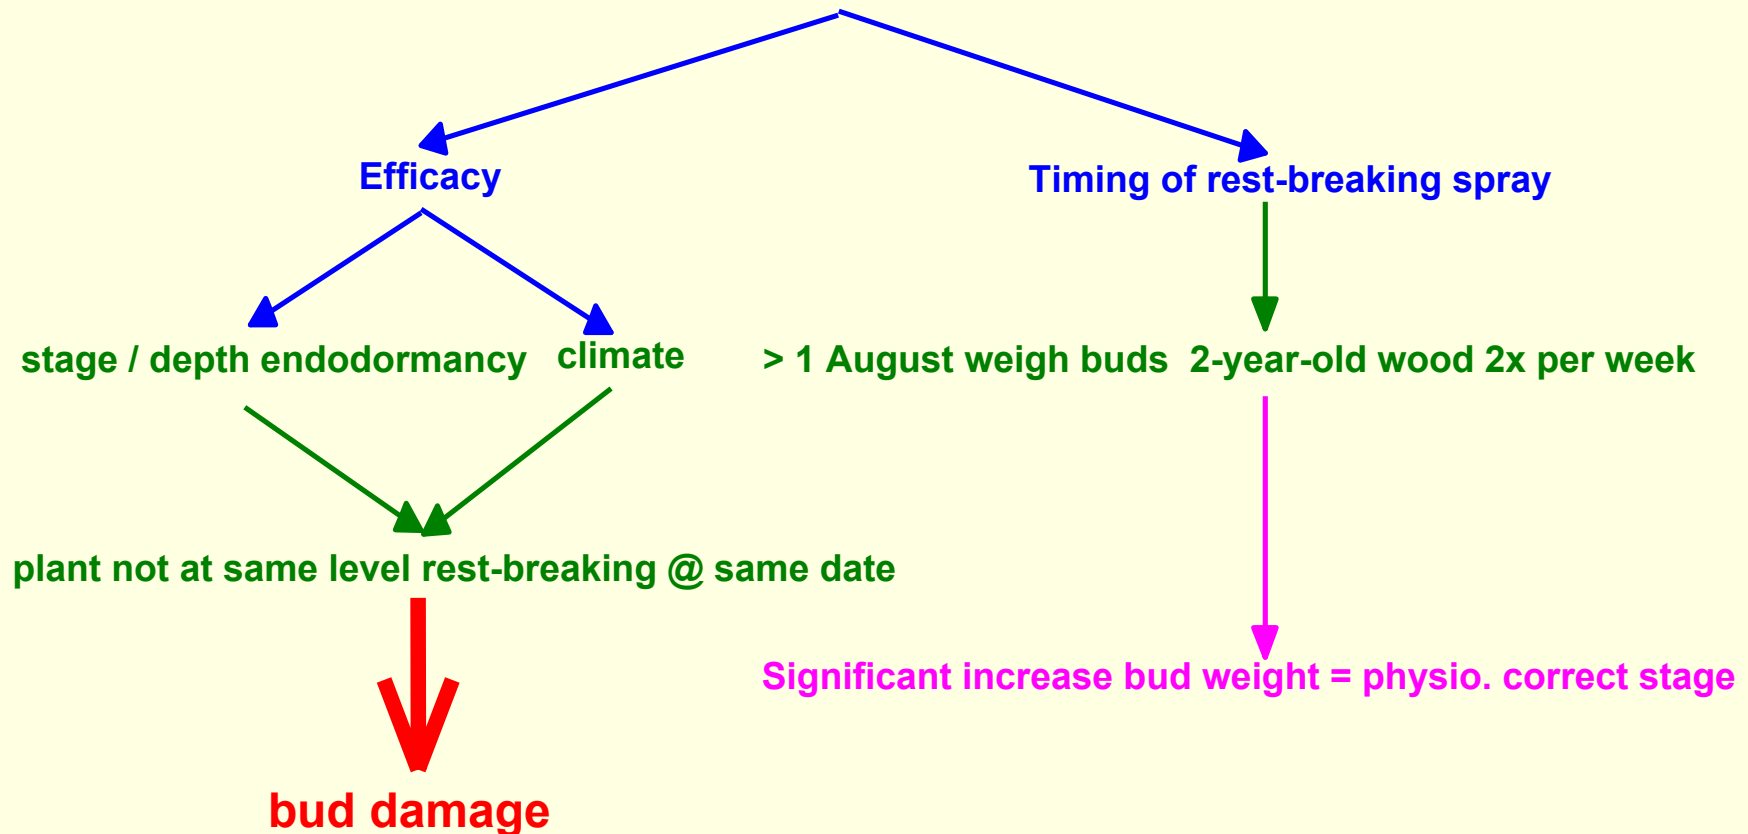 Efficacy
Timing of rest-breaking spray
stage / depth endodormancy
climate
> 1 August weigh buds 2-year-old wood 2x per week
plant not at same level rest-breaking @ same date
Significant increase bud weight = physio. correct stage
bud damage